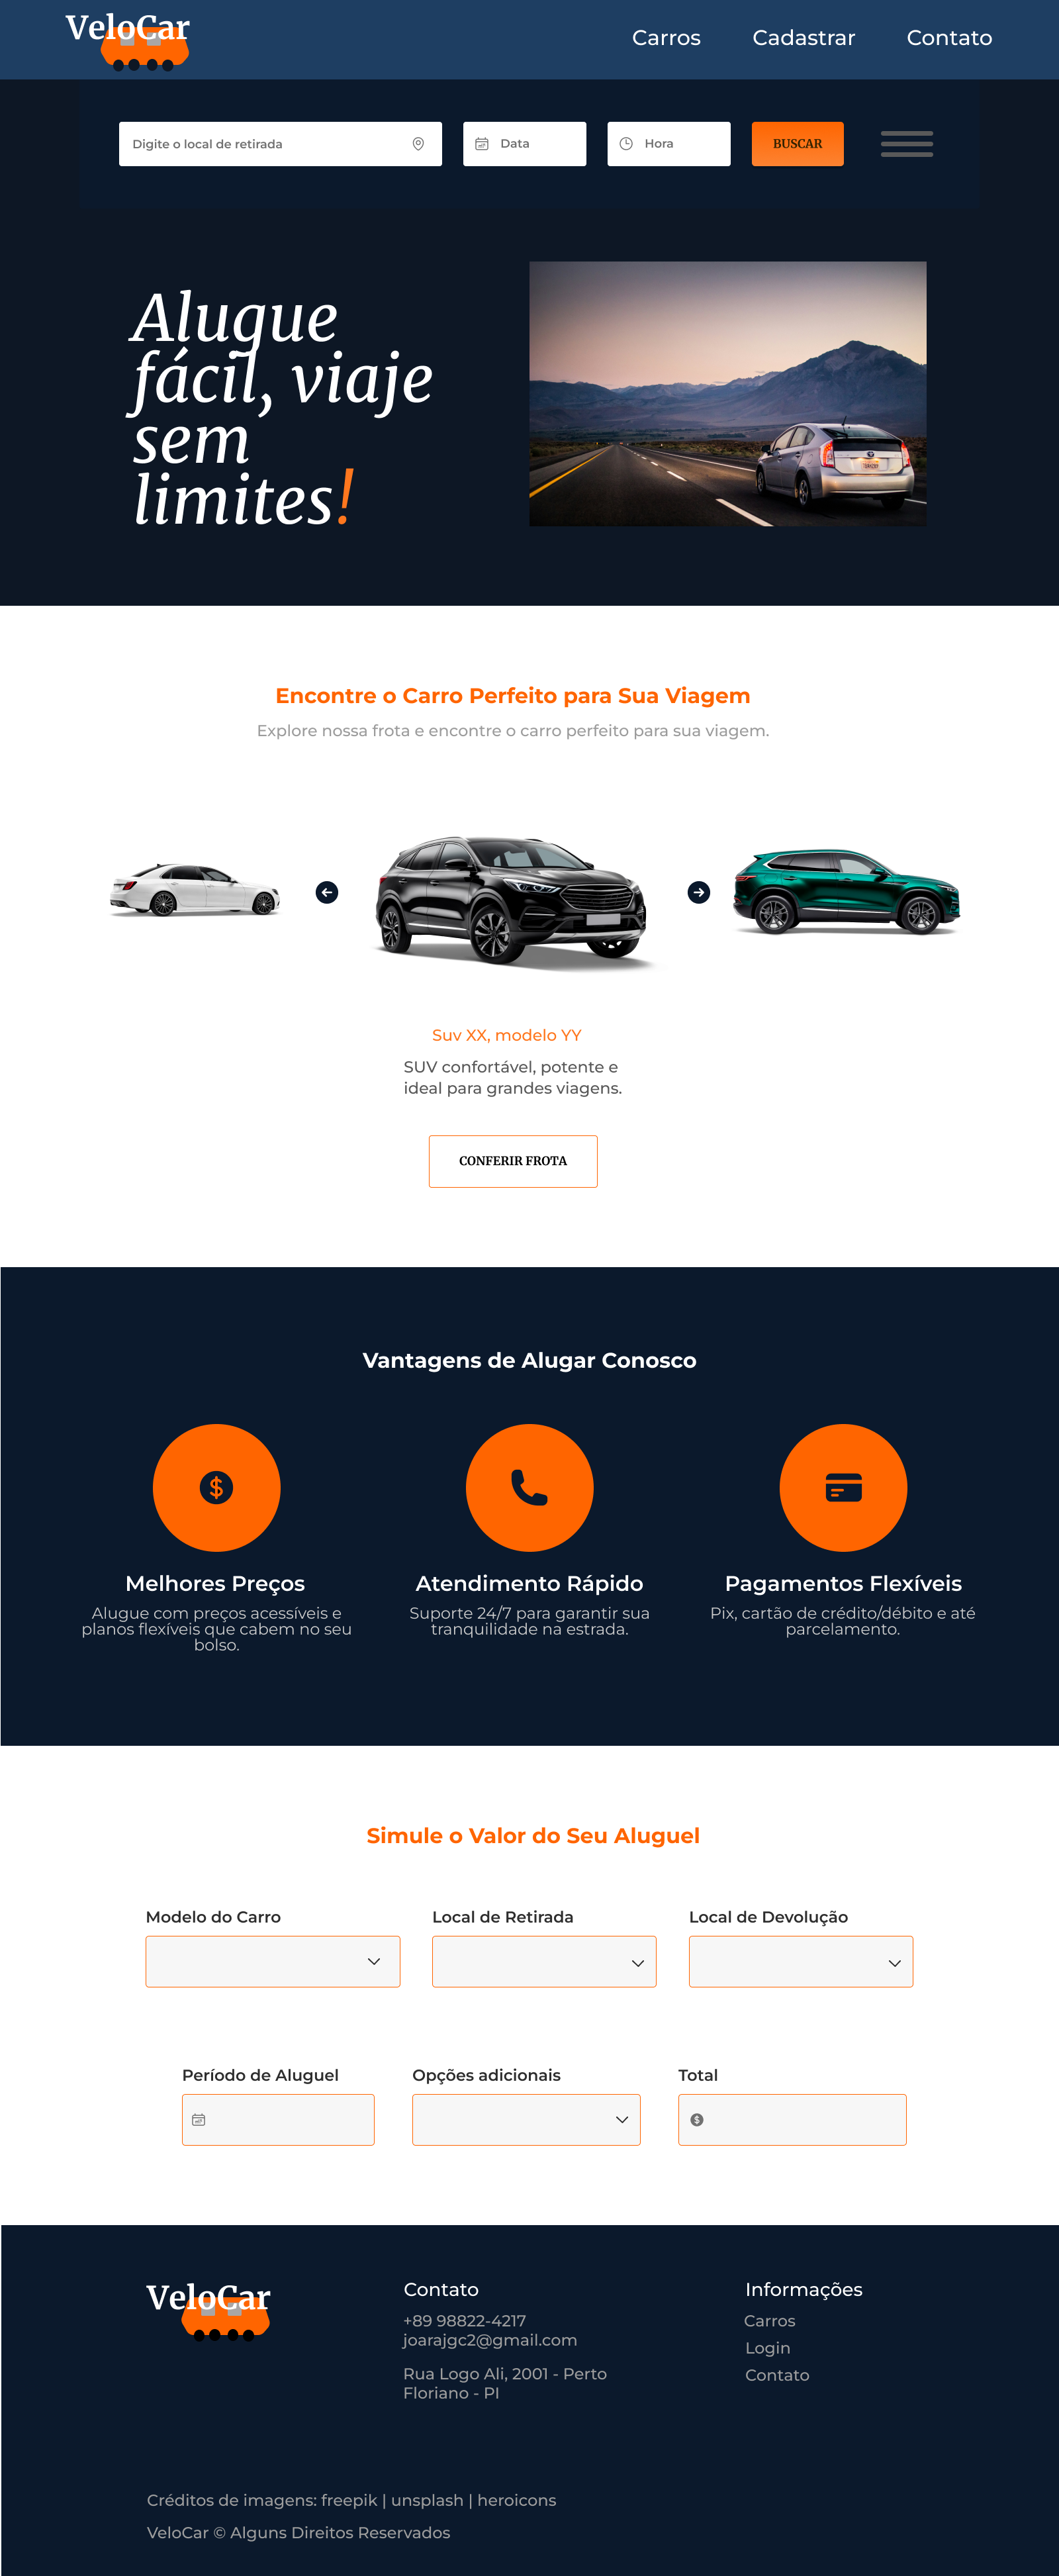 VeloCar
Carros
Cadastrar
Contato
Digite o local de retirada
Data
Hora
BUSCAR
Alugue
fácil, viaje
sem
limites!
Encontre o Carro Perfeito para Sua Viagem
Explore nossa frota e encontre o carro perfeito para sua viagem.
Suv XX, modelo YY
SUV confortável, potente e
ideal para grandes viagens.
CONFERIR FROTA
Vantagens de Alugar Conosco
Melhores Preços
Alugue com preços acessíveis e
planos flexíveis que cabem no seu
bolso.
Atendimento Rápido
Suporte 24/7 para garantir sua
tranquilidade na estrada.
Pagamentos Flexíveis
Pix, cartão de crédito/débito e até
parcelamento.
Simule o Valor do Seu Aluguel
Modelo do Carro
Local de Retirada
Local de Devolução
Período de Aluguel
Opções adicionais
Total
VeloCar
Contato
+89 98822-4217
joarajgc2@gmail.com
Rua Logo Ali, 2001 - Perto
Floriano - PI
Informações
Carros
Login
Contato
Créditos de imagens: freepik | unsplash | heroicons
VeloCar © Alguns Direitos Reservados